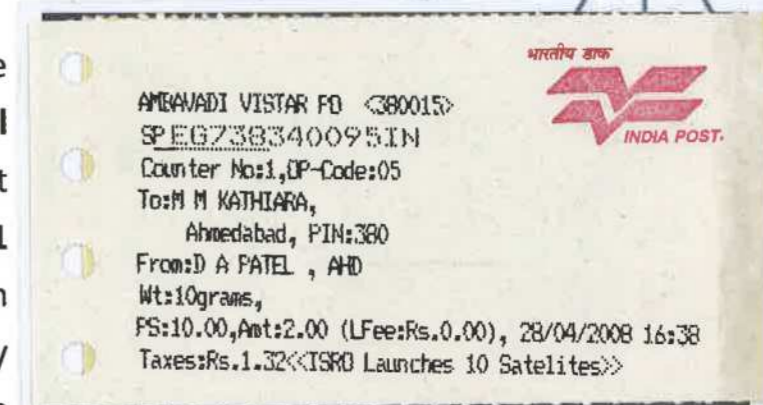 भारतीय डाक
INDIA POST.
AMBAVADI VISTAR PO <380015>
SP EG738340095IN
Counter No:1,OP-Code:05
To:M M KATHIARA,
Ahmedabad, PIN:380
From:D A PATEL , AHD
Wt:10grams,
PS:10.00,Amt:2.00 (LFee:Rs.0.00), 28/04/2008 16:38
Taxes:Rs.1.32<<ISRO Launches 10 Satelites>>